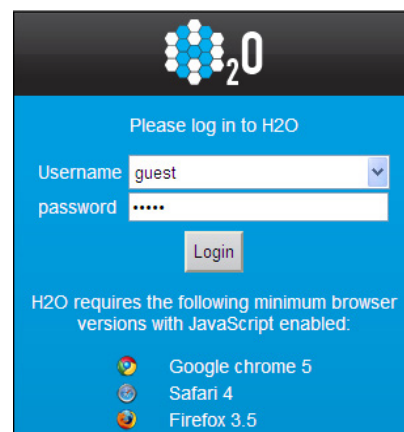 2O
Please log in to H2O
Username guest
password •••••
Login
H2O requires the following minimum browser
versions with JavaScript enabled:
Google chrome 5
Safari 4
Firefox 3.5